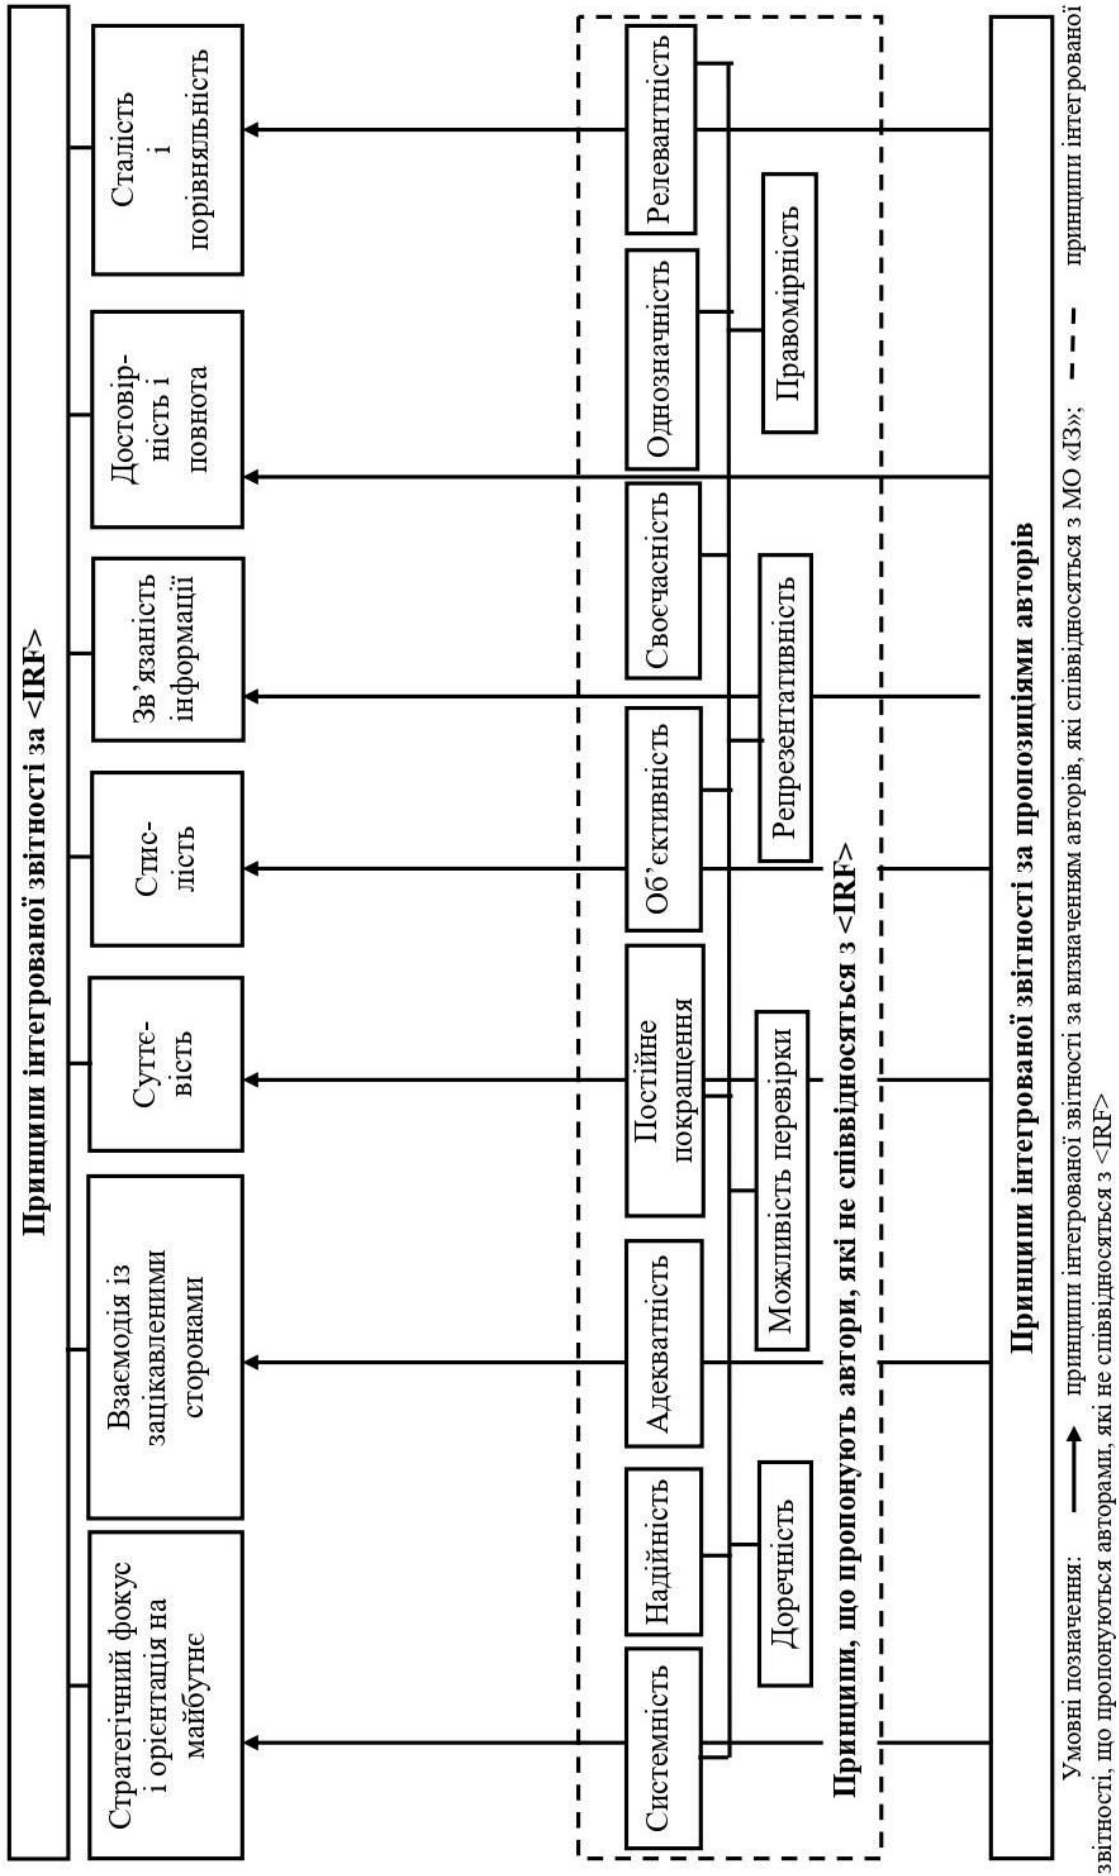 Принципи інтегрованої звітності за <IRF>
Стратегічний фокус
і орієнтація на
майбутнє
Взаємодія із
зацікавленими
сторонами
Суттє-
вість
Стис-
лість
Зв’язаність
інформації
Достовір-
ність і
повнота
Сталість
і
порівняльність
Системність
Надійність
Адекватність
Постійне
покращення
Об’єктивність
Своєчасність
Однозначність
Релевантність
Доречність
Можливість перевірки
Репрезентативність
Правомірність
Принципи, що пропонують автори, які не співвідносяться з <IRF>
Принципи інтегрованої звітності за пропозиціями авторів
Умовні позначення: принципи інтегрованої звітності за визначенням авторів, які співвідносяться з МО «ІЗ»; принципи інтегрованої
звітності, що пропонуються авторами, які не співвідносяться з <IRF>